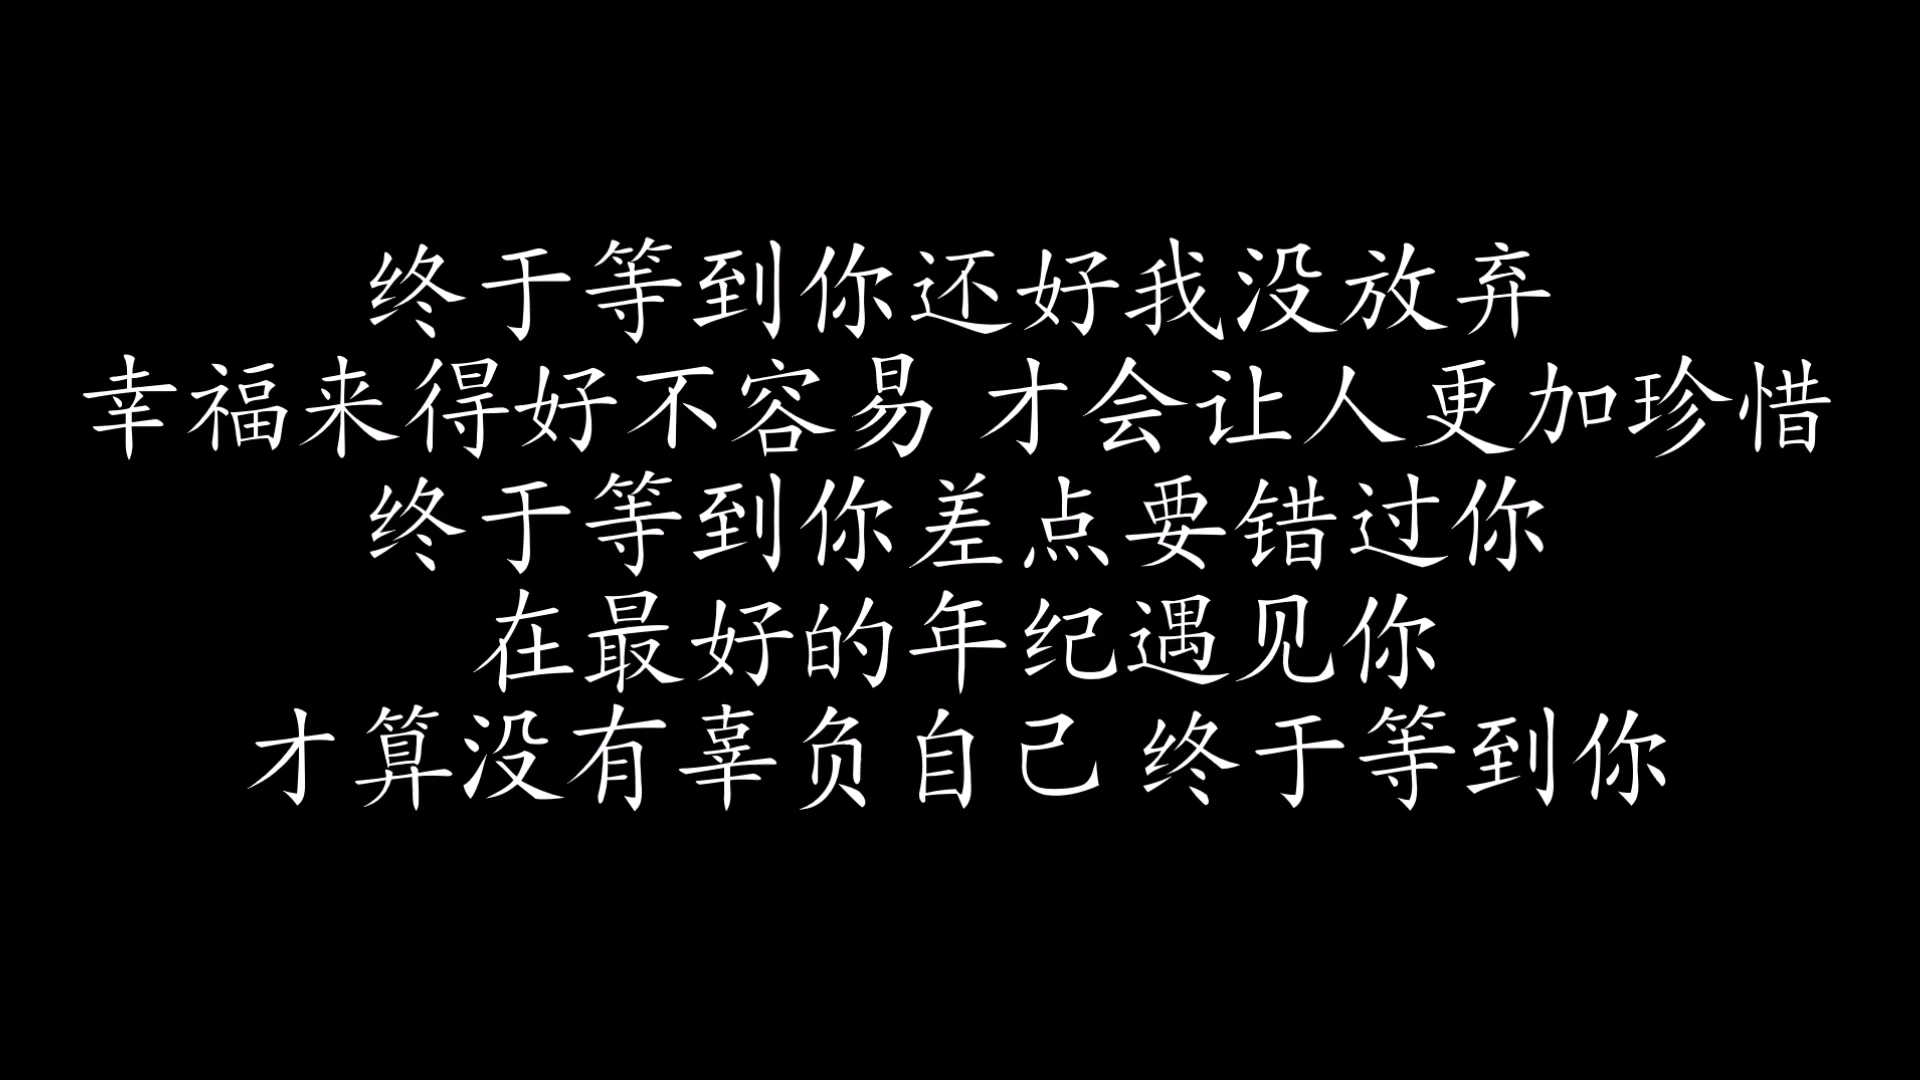 终于等到你还好我没放弃
幸福来得好不容易 才会让人更加珍惜
终于等到你差点要错过你
在最好的年纪遇见你
才算没有辜负自己 终于等到你